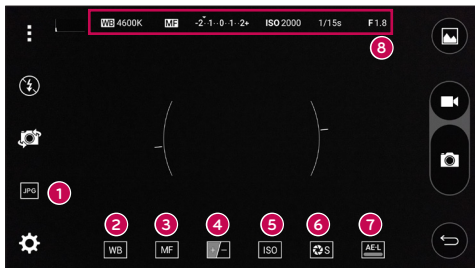 WB 4600K MF -2··1··0··1··2+ ISO 2000 1/15s F1.8
8
JPG 1
2 3 4 5 6 7
WB MF +/- ISO S AE-L